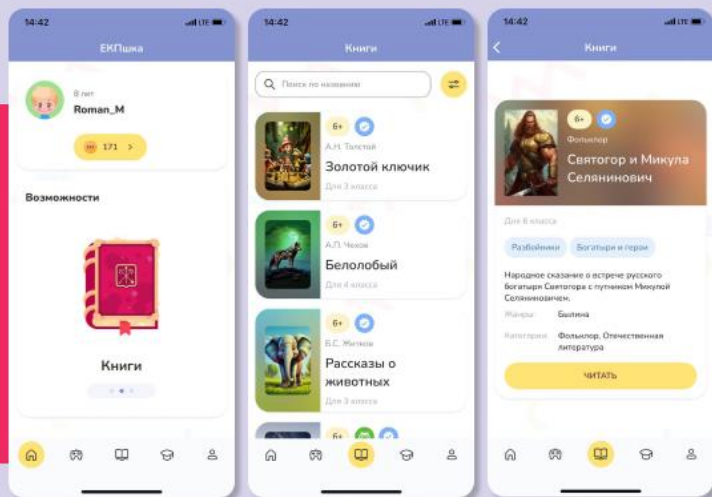 14:42
LTE
ЕКПшка
8 лет
Roman_M
171
Возможности
Книги
14:42
LTE
Книги
Поиск по названию
6+
А.Н. Толстой
Золотой ключик
Для 3 класса
6+
А.П. Чехов
Белолобый
Для 4 класса
6+
Б.С. Житков
Рассказы о
животных
Для 3 класса
6+
14:42
LTE
Книги
6+
Фольклор
Святогор и Микула
Селянинович
Для 6 класса
Разбойники
Богатыри и герои
Народное сказание о встрече русского
богатыря Святогора с путником Микулой
Селяниновичем.
Жанры: Былина
Категории: Фольклор, Отечественная
литература
ЧИТАТЬ